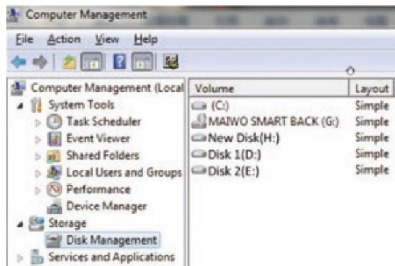 Computer Management
File Action View Help
Computer Management (Local
System Tools
Task Scheduler
Event Viewer
Shared Folders
Local Users and Groups
Performance
Device Manager
Storage
Disk Management
Services and Applications
Volume Layout
(C:) Simple
MAIWO SMART BACK (G:) Simple
New Disk(H:) Simple
Disk 1(D:) Simple
Disk 2(E:) Simple